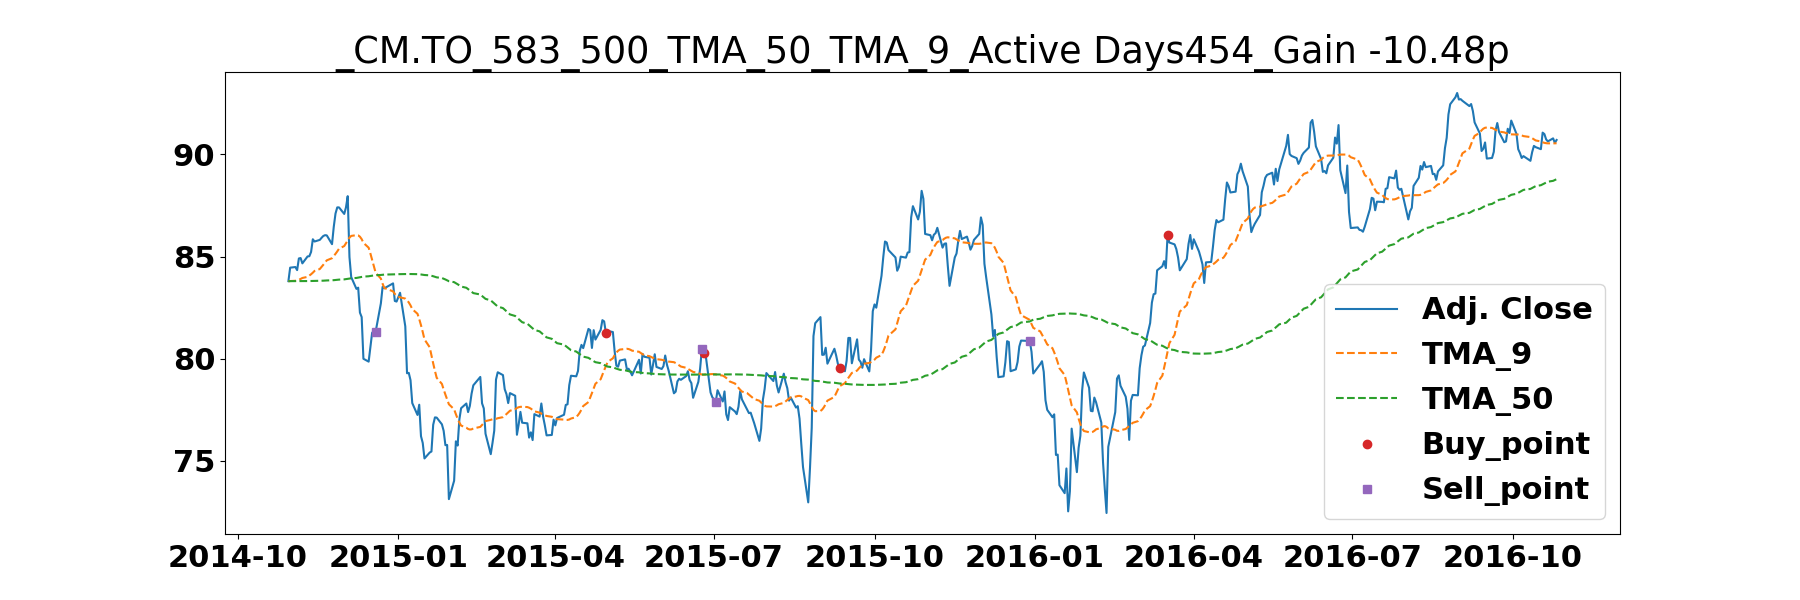 _CM.TO_583_500_TMA_50_TMA_9_Active Days454_Gain -10.48p
90
85
80
75
2014-10 2015-01 2015-04 2015-07 2015-10 2016-01 2016-04 2016-07 2016-10
Adj. Close
TMA_9
TMA_50
Buy_point
Sell_point